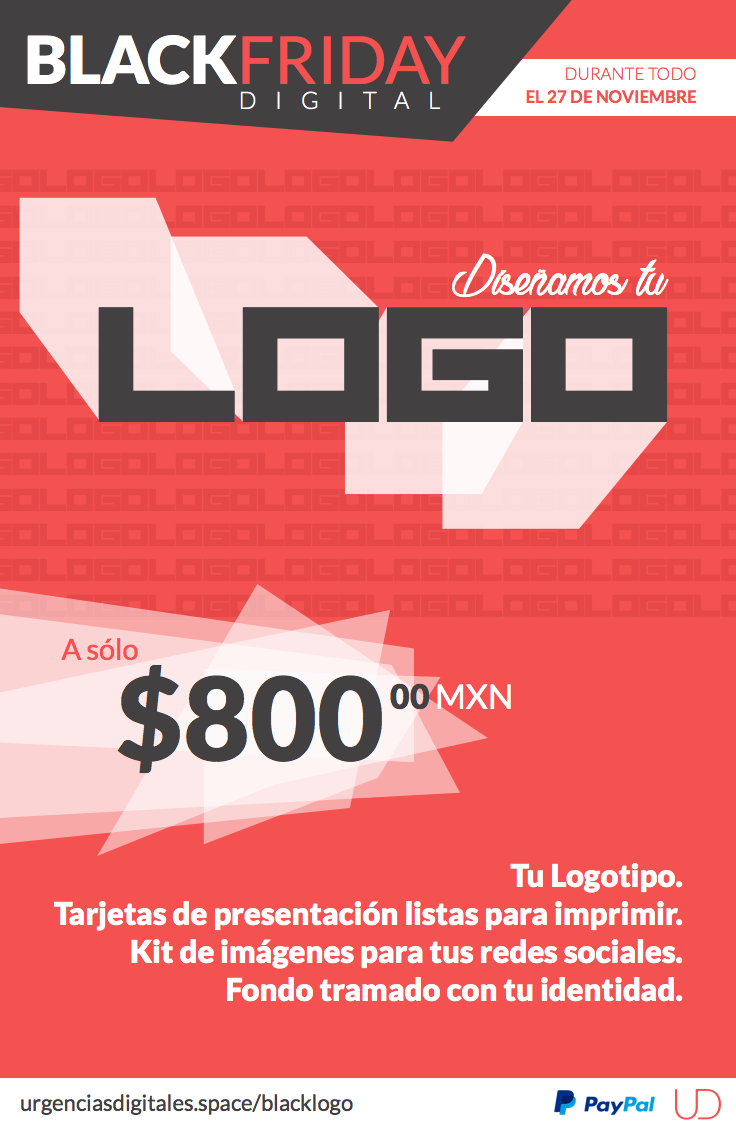 BLACKFRIDAY
DIGITAL
DURANTE TODO
EL 27 DE NOVIEMBRE
Diseñamos tu
LOGO
A sólo
$800 00 MXN
Tu Logotipo.
Tarjetas de presentación listas para imprimir.
Kit de imágenes para tus redes sociales.
Fondo tramado con tu identidad.
urgenciasdigitales.space/blacklogo
PayPal UD